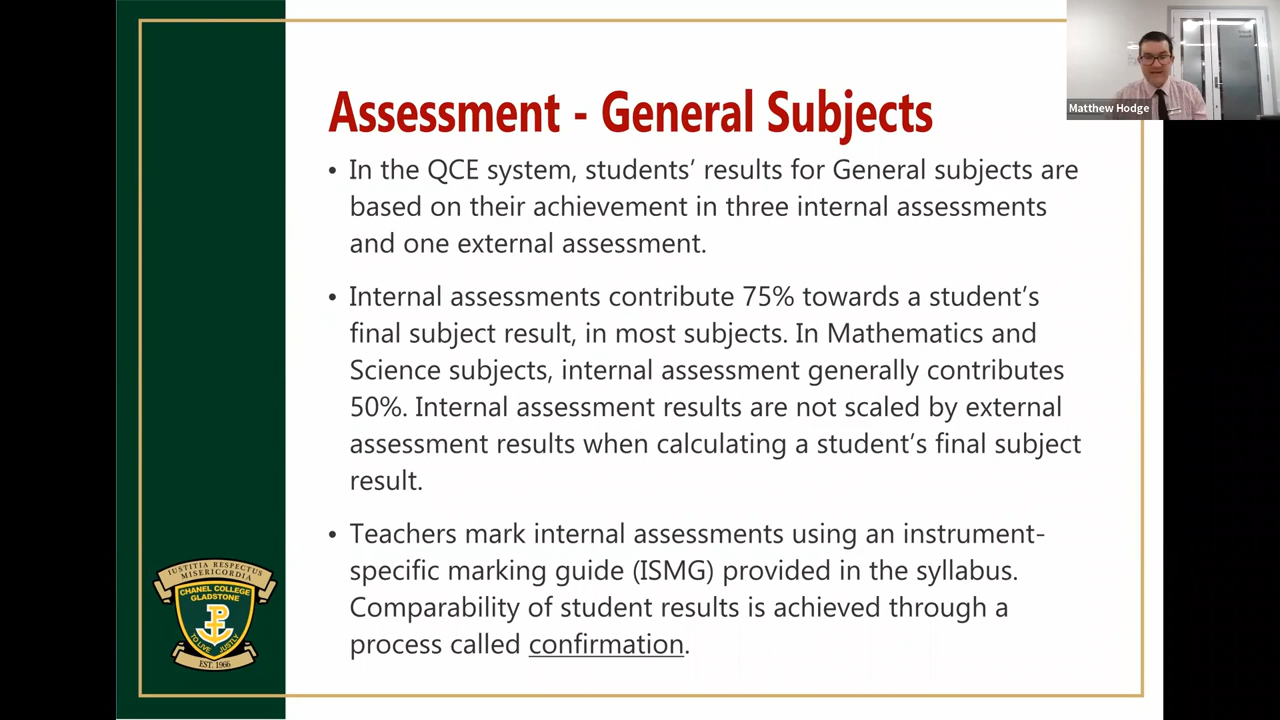 Matthew Hodge
Assessment - General Subjects
• In the QCE system, students’ results for General subjects are
based on their achievement in three internal assessments
and one external assessment.
• Internal assessments contribute 75% towards a student’s
final subject result, in most subjects. In Mathematics and
Science subjects, internal assessment generally contributes
50%. Internal assessment results are not scaled by external
assessment results when calculating a student’s final subject
result.
• Teachers mark internal assessments using an instrument-
specific marking guide (ISMG) provided in the syllabus.
Comparability of student results is achieved through a
process called confirmation.
IUSTITIA RESPECTUS
MISERICORDIA
CHANEL COLLEGE
GLADSTONE
TO LIVE JUSTLY
EST. 1966